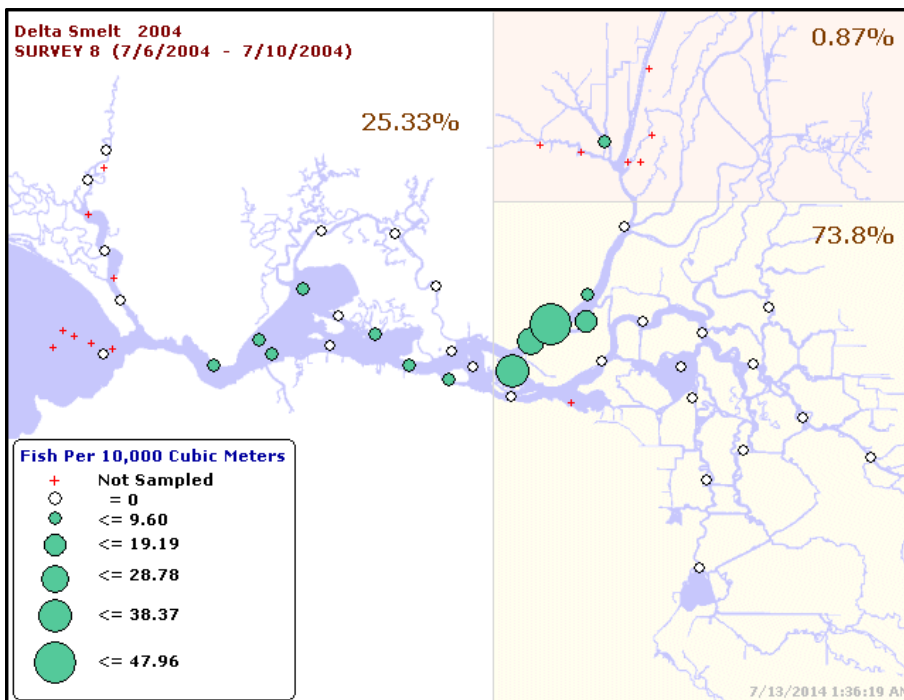 Delta Smelt 2004
SURVEY 8 (7/6/2004 - 7/10/2004)
0.87%
25.33%
73.8%
Fish Per 10,000 Cubic Meters
Not Sampled
= 0
<= 9.60
<= 19.19
<= 28.78
<= 38.37
<= 47.96
7/13/2014 1:36:19 AM